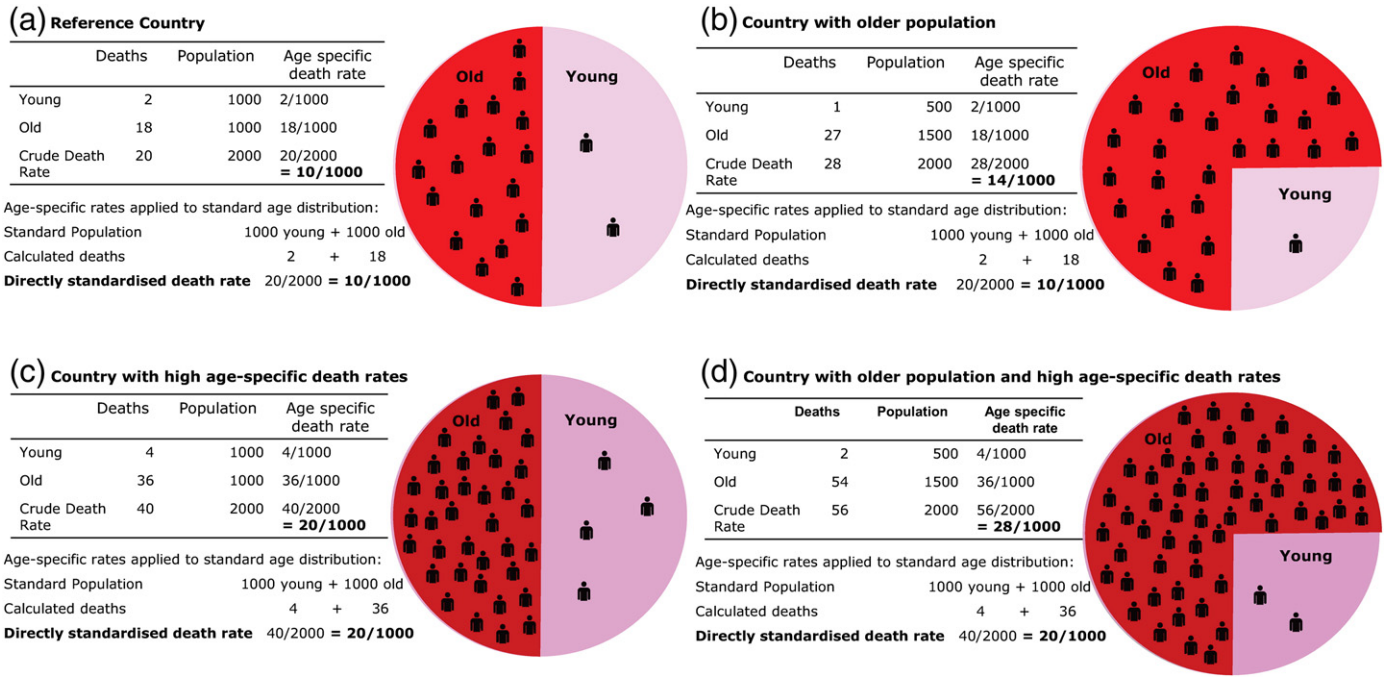 (a) Reference Country
Deaths Population Age specific
death rate
Young 2 1000 2/1000
Old 18 1000 18/1000
Crude Death 20 2000 20/2000
Rate = 10/1000
Age-specific rates applied to standard age distribution:
Standard Population 1000 young + 1000 old
Calculated deaths 2 + 18
Directly standardised death rate 20/2000 = 10/1000
Old Young
(b) Country with older population
Deaths Population Age specific
death rate
Young 1 500 2/1000
Old 27 1500 18/1000
Crude Death 28 2000 28/2000
Rate = 14/1000
Age-specific rates applied to standard age distribution:
Standard Population 1000 young + 1000 old
Calculated deaths 2 + 18
Directly standardised death rate 20/2000 = 10/1000
Old
Young
(c) Country with high age-specific death rates
Deaths Population Age specific
death rate
Young 4 1000 4/1000
Old 36 1000 36/1000
Crude Death 40 2000 40/2000
Rate = 20/1000
Age-specific rates applied to standard age distribution:
Standard Population 1000 young + 1000 old
Calculated deaths 4 + 36
Directly standardised death rate 40/2000 = 20/1000
Old Young
(d) Country with older population and high age-specific death rates
Deaths Population Age specific
death rate
Young 2 500 4/1000
Old 54 1500 36/1000
Crude Death 56 2000 56/2000
Rate = 28/1000
Age-specific rates applied to standard age distribution:
Standard Population 1000 young + 1000 old
Calculated deaths 4 + 36
Directly standardised death rate 40/2000 = 20/1000
Old
Young